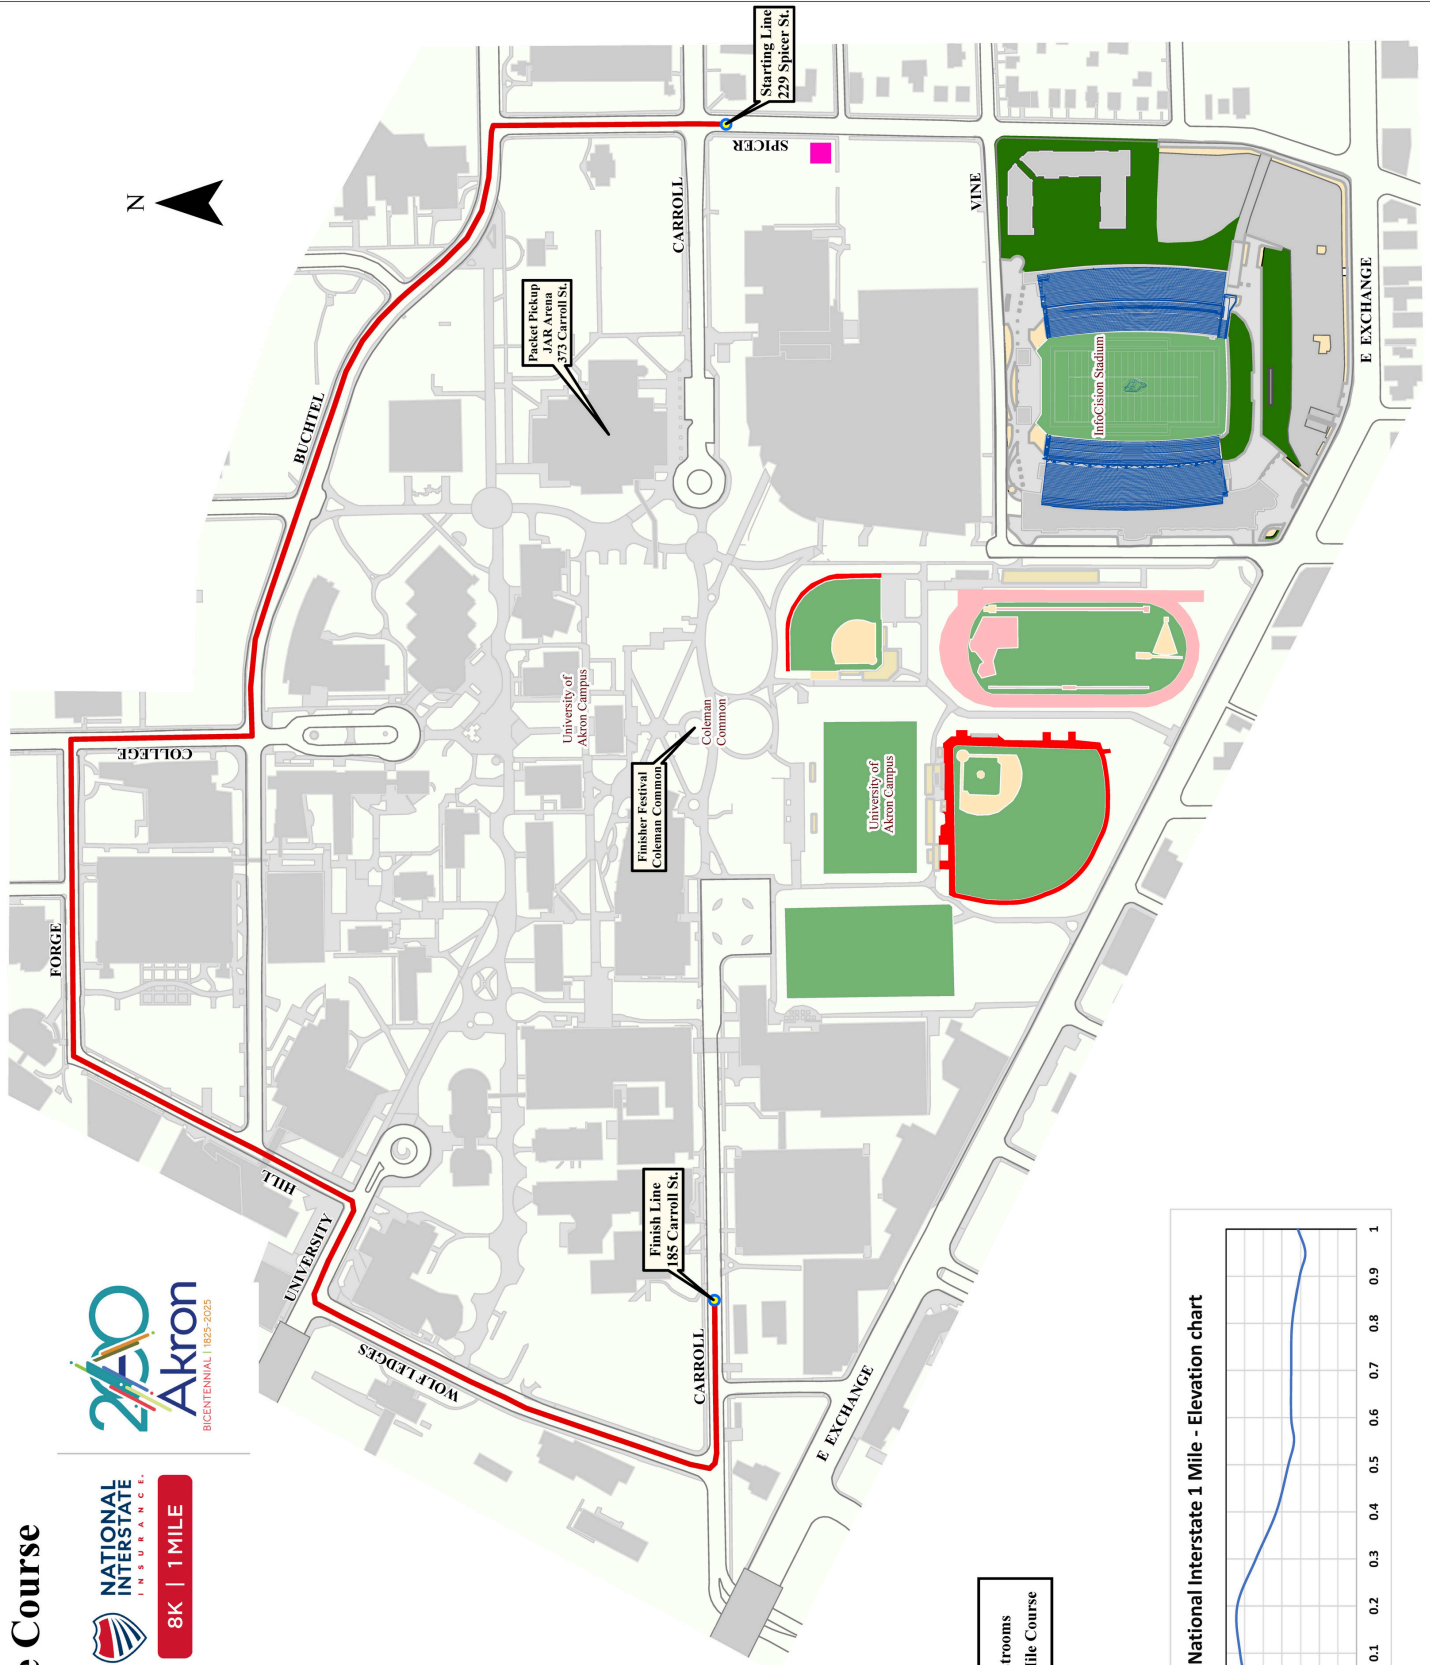 Course
NATIONAL
INTERSTATE
INSURANCE.
8K | 1 MILE
200
Akron
BICENTENNIAL | 1825-2025
N
Starting Line
229 Spicer St.
SPICER
CARROLL
VINE
E EXCHANGE
BUCHTEL
Packet Pickup
JAR Arena
373 Carroll St.
InfoCision Stadium
COLLEGE
University of
Akron Campus
Coleman
Common
Finisher Festival
Coleman Common
University of
Akron Campus
FORGE
HILL
UNIVERSITY
WOLF LEDGES
Finish Line
185 Carroll St.
CARROLL
E EXCHANGE
National Interstate 1 Mile - Elevation chart
0.1 0.2 0.3 0.4 0.5 0.6 0.7 0.8 0.9 1